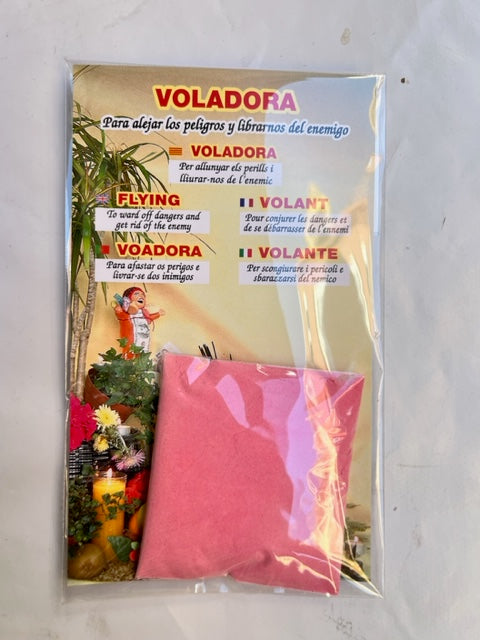 VOLADORA
Para alejar los peligros y librarnos del enemigo
VOLADORA
Per allunyar els perills i
lliurar-nos de l'enemic
FLYING
To ward off dangers and
get rid of the enemy
VOLANT
Pour conjurer les dangers et
de se débarrasser de l'ennemi
VOADORA
Para afastar os perigos e
livrar-se dos inimigos
VOLANTE
Per scongiurare i pericoli e
sbarazzarsi del nemico